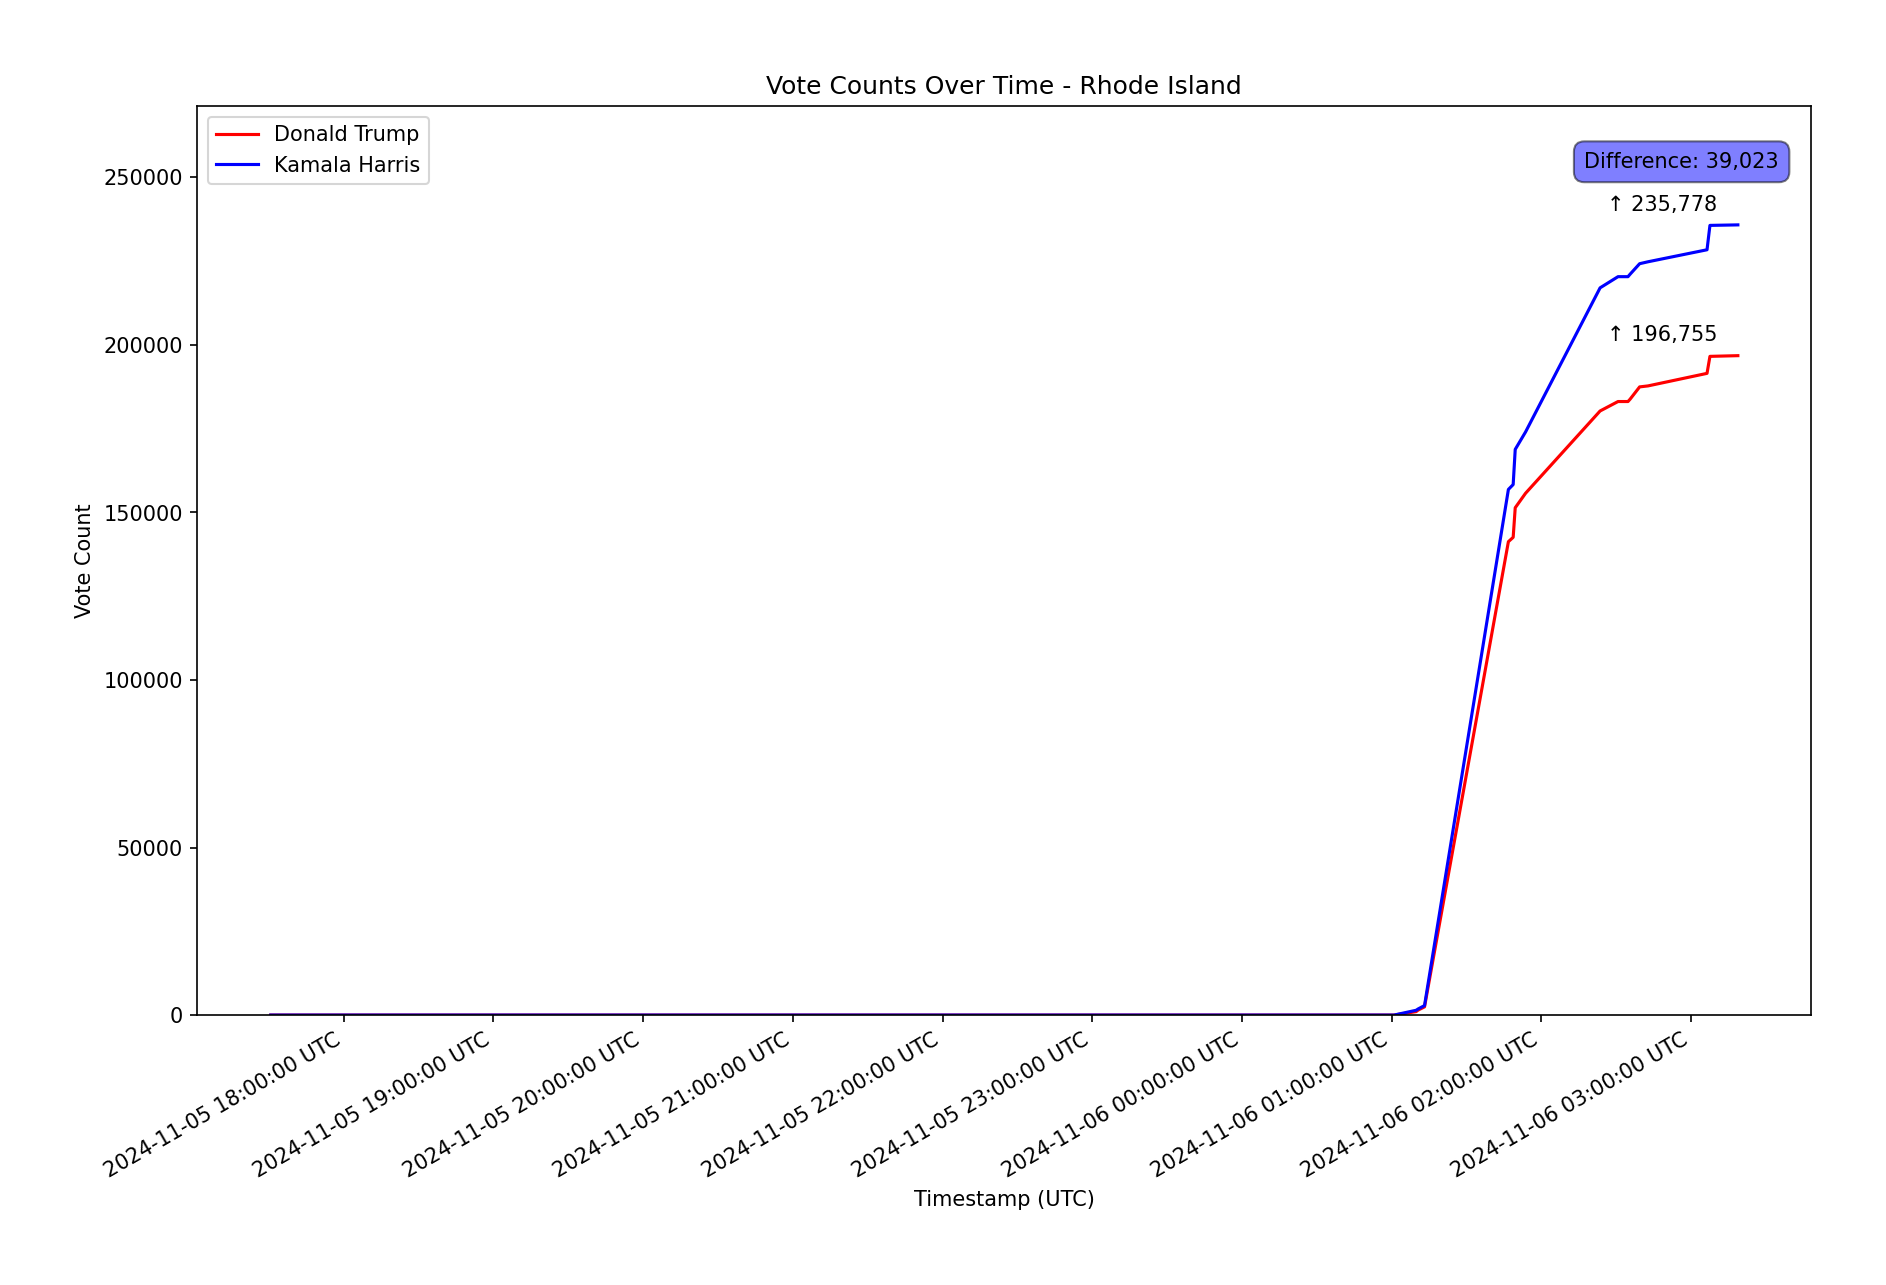 Vote Counts Over Time - Rhode Island
Donald Trump
Kamala Harris
Difference: 39,023
↑ 235,778
↑ 196,755
Vote Count
250000
200000
150000
100000
50000
0
2024-11-05 18:00:00 UTC
2024-11-05 19:00:00 UTC
2024-11-05 20:00:00 UTC
2024-11-05 21:00:00 UTC
2024-11-05 22:00:00 UTC
2024-11-05 23:00:00 UTC
2024-11-06 00:00:00 UTC
2024-11-06 01:00:00 UTC
2024-11-06 02:00:00 UTC
2024-11-06 03:00:00 UTC
Timestamp (UTC)